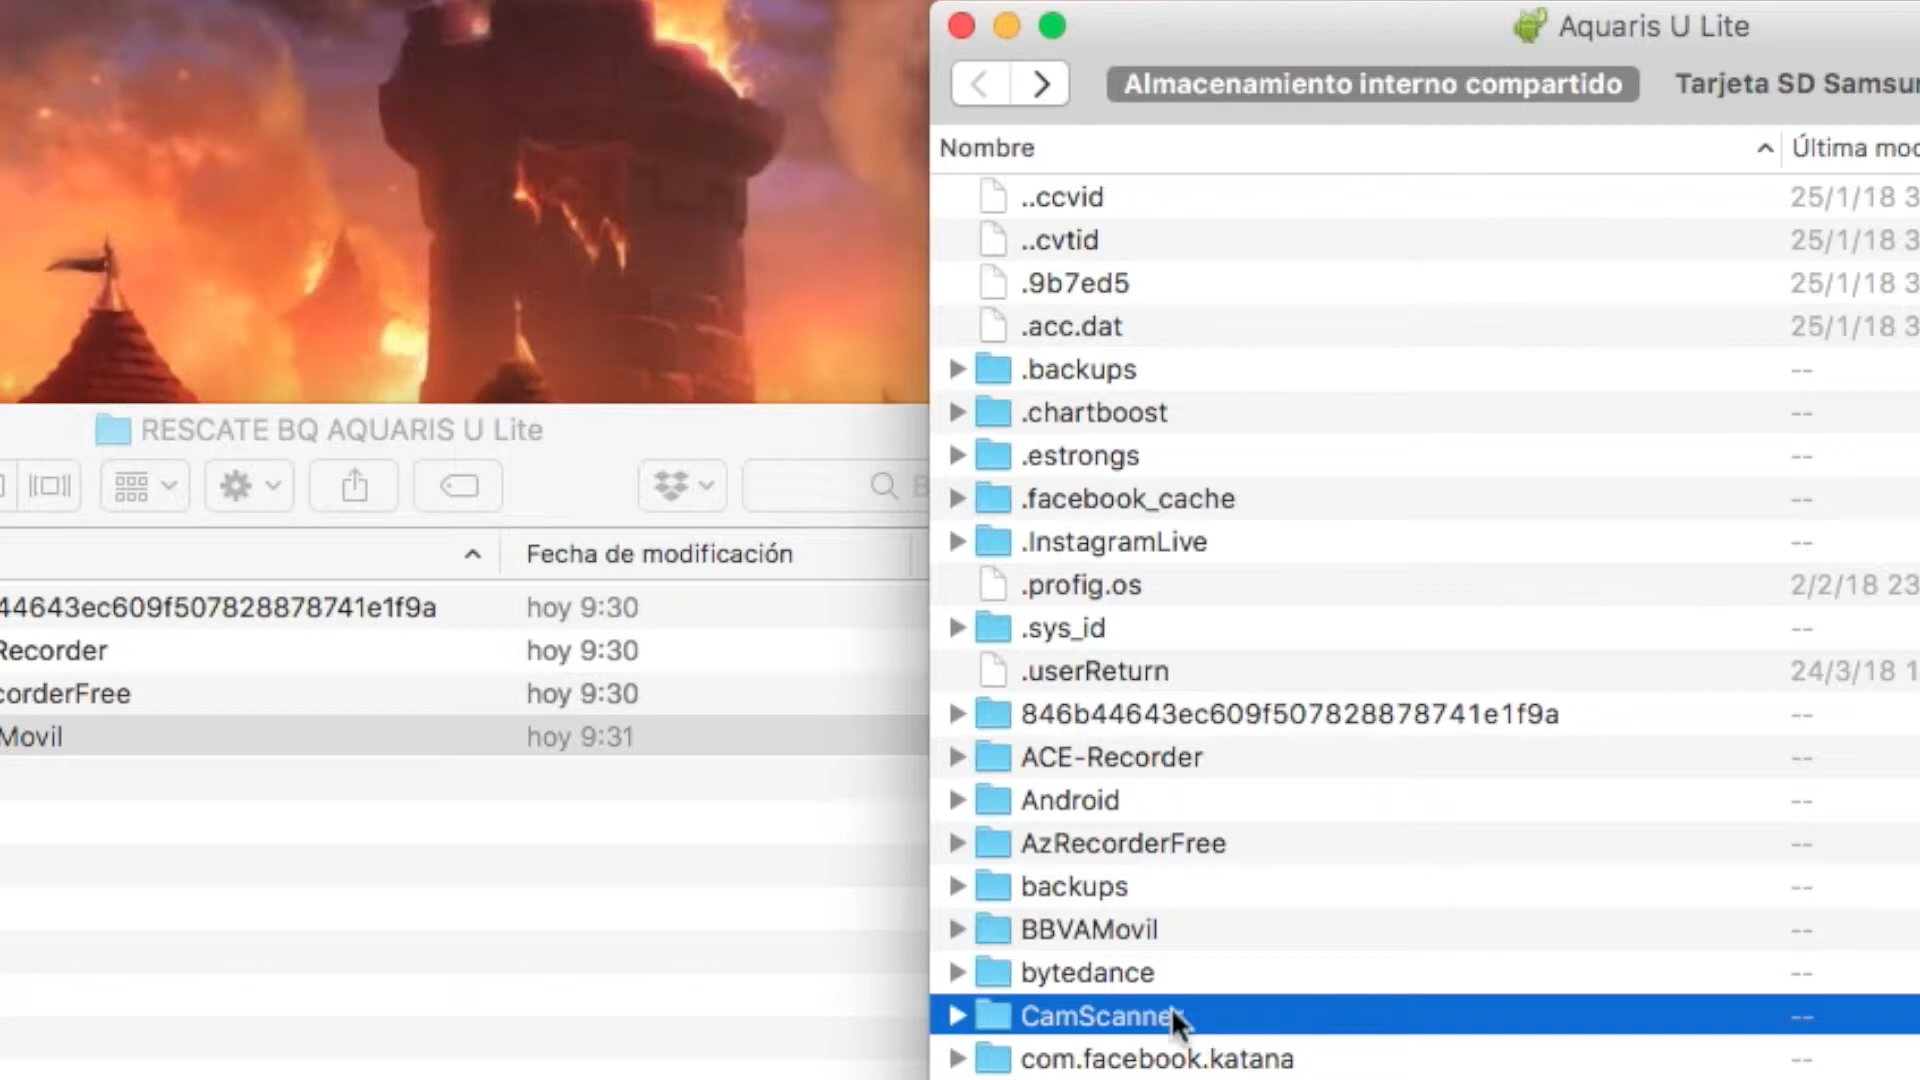 RESCATE BQ AQUARIS U Lite
B
Fecha de modificación
44643ec609f507828878741e1f9a hoy 9:30
Recorder hoy 9:30
corderFree hoy 9:30
Movil hoy 9:31
Aquaris U Lite
Almacenamiento interno compartido Tarjeta SD Samsu
Nombre Última mod
..ccvid 25/1/18 3
..cvtid 25/1/18 3
.9b7ed5 25/1/18 3
.acc.dat 25/1/18 3
.backups --
.chartboost --
.estrongs --
.facebook_cache --
.InstagramLive --
.profig.os 2/2/18 23
.sys_id --
.userReturn 24/3/18 1
846b44643ec609f507828878741e1f9a --
ACE-Recorder --
Android --
AzRecorderFree --
backups --
BBVAMovil --
bytedance --
CamScanner --
com.facebook.katana --